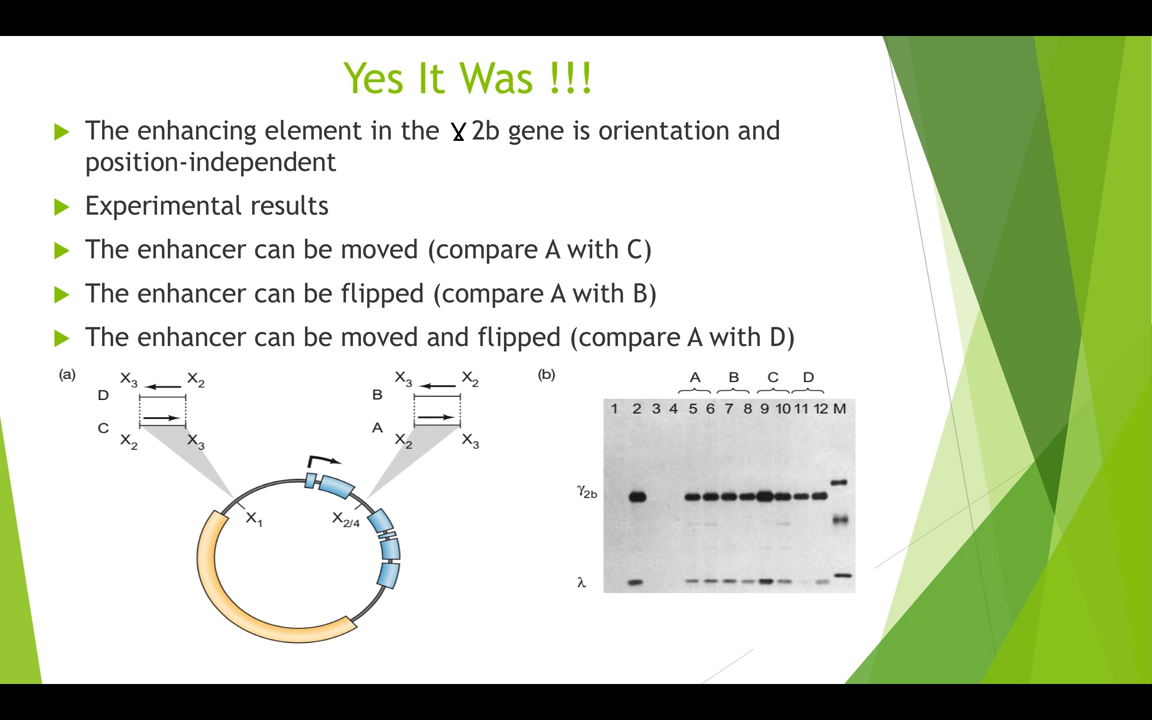 Yes It Was !!!
The enhancing element in the Ɣ 2b gene is orientation and
position-independent
Experimental results
The enhancer can be moved (compare A with C)
The enhancer can be flipped (compare A with B)
The enhancer can be moved and flipped (compare A with D)
(a)
X3 X2
D
C
X2 X3
X3 X2
B
A
X2 X3
X1
X2/4
(b)
A B C D
1 2 3 4 5 6 7 8 9 10 11 12 M
γ2b
λ